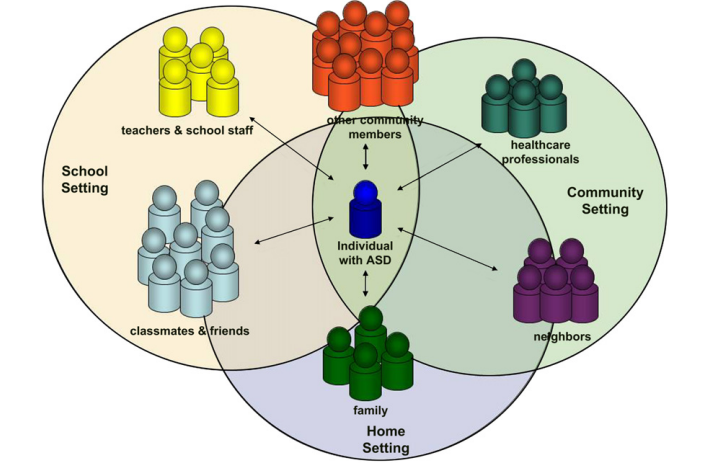 other community
members
teachers & school staff
healthcare
professionals
School
Setting
Community
Setting
Individual
with ASD
classmates & friends
neighbors
family
Home
Setting